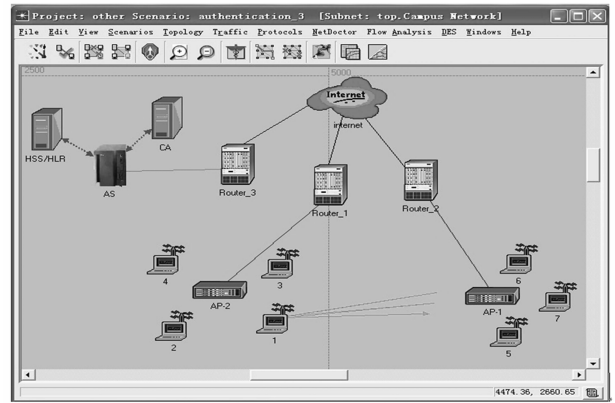 Project: other Scenario: authentication_3 [Subnet: top.Campus Network]
File Edit View Scenarios Topology Traffic Protocols NetDoctor Flow Analysis DES Windows Help
2500 5000
Internet
internet
HSS/HLR
CA
AS
Router_3
Router_1
Router_2
4
3
6
AP-2
AP-1
7
2
1
5
4474.36, 2660.65